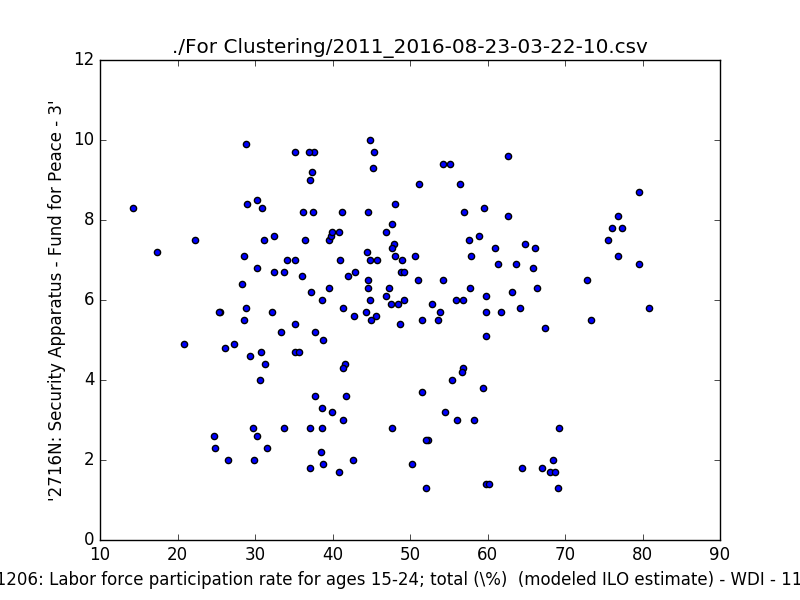 ./For Clustering/2011_2016-08-23-03-22-10.csv
12
10
8
6
4
2
0
'2716N: Security Apparatus - Fund for Peace - 3'
10 20 30 40 50 60 70 80 90
1206: Labor force participation rate for ages 15-24; total (\%) (modeled ILO estimate) - WDI - 11